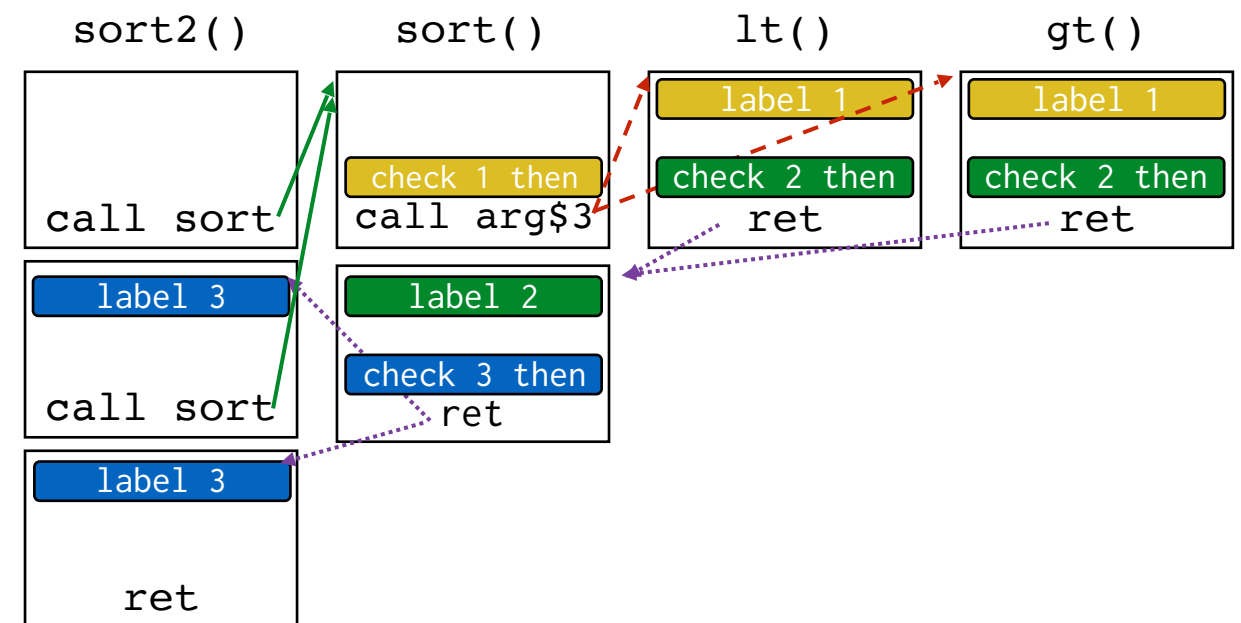 sort2()
call sort
label 3
call sort
label 3
ret
sort()
check 1 then
call arg$3
label 2
check 3 then
ret
lt()
label 1
check 2 then
ret
gt()
label 1
check 2 then
ret